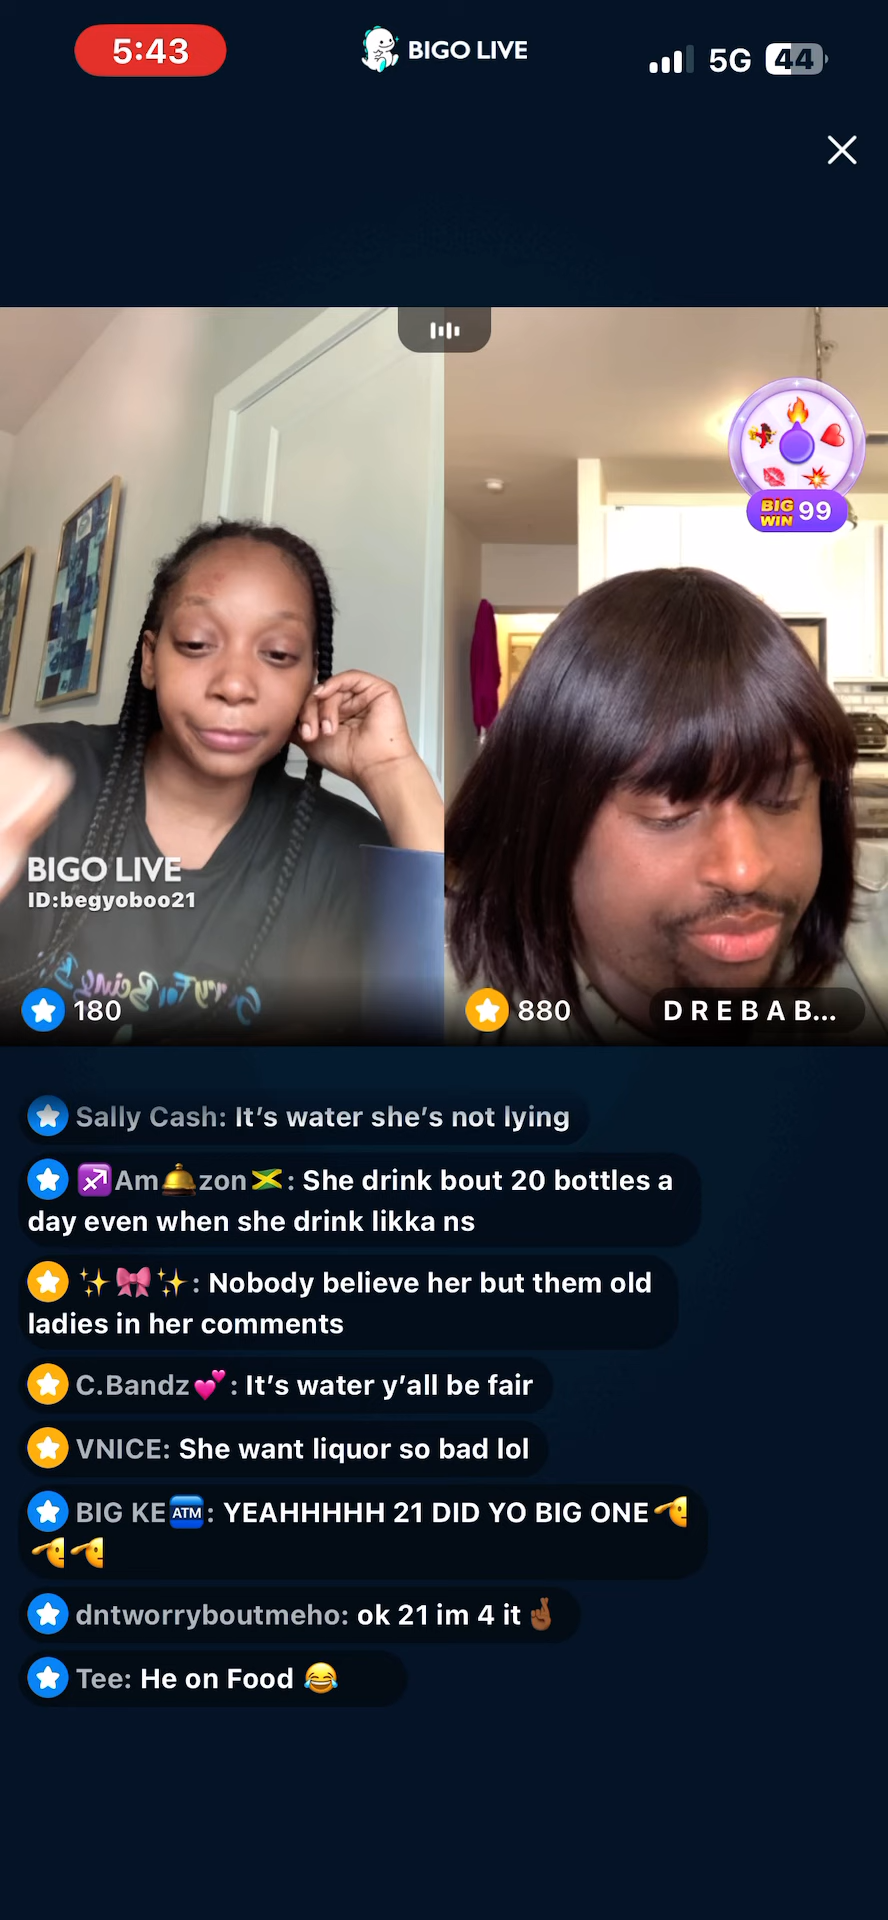 5:43
BIGO LIVE
5G
44
BIG WIN 99
BIGO LIVE
ID:begyoboo21
180
880
D R E B A B...
Sally Cash: It’s water she’s not lying
♐Am🛎️zon🇯🇲: She drink bout 20 bottles a
day even when she drink likka ns
✨🎀✨: Nobody believe her but them old
ladies in her comments
C.Bandz💕: It’s water y’all be fair
VNICE: She want liquor so bad lol
BIG KE🏧: YEAHHHHH 21 DID YO BIG ONE🫡
🫡🫡
dntworryboutmeho: ok 21 im 4 it🤞🏾
Tee: He on Food 😂